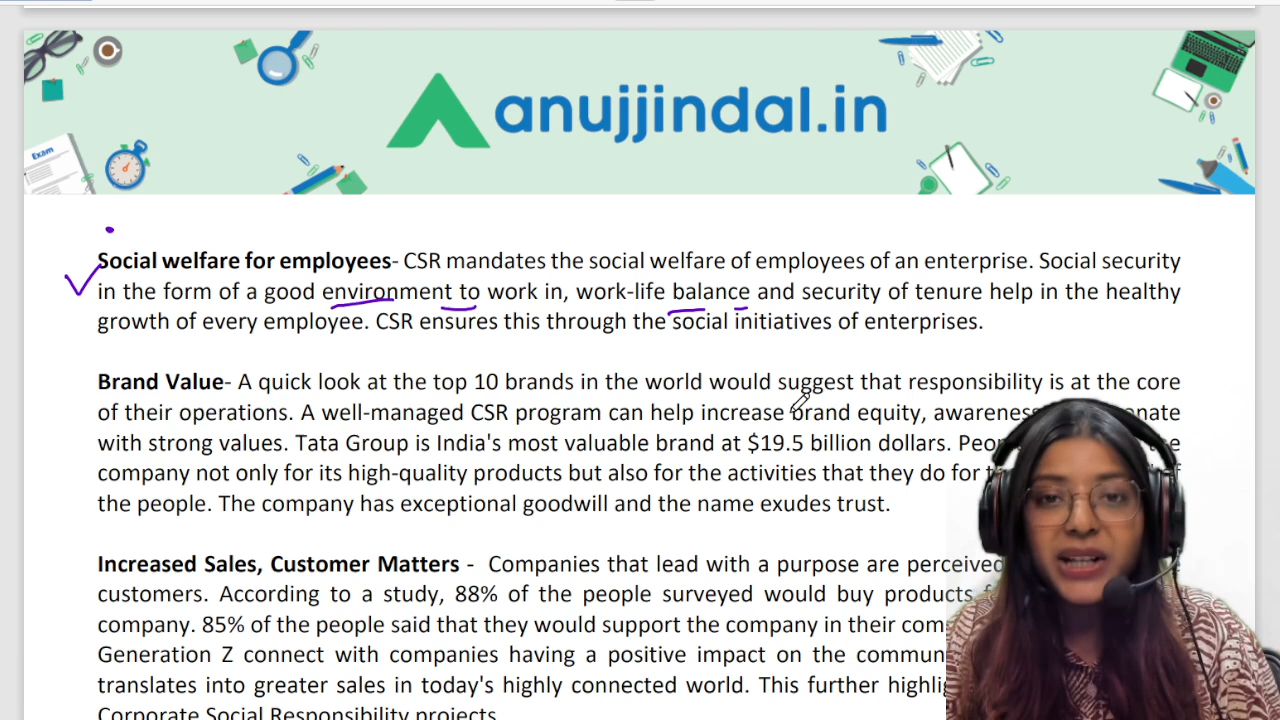 Exam
anujjindal.in
Social welfare for employees- CSR mandates the social welfare of employees of an enterprise. Social security
in the form of a good environment to work in, work-life balance and security of tenure help in the healthy
growth of every employee. CSR ensures this through the social initiatives of enterprises.
Brand Value- A quick look at the top 10 brands in the world would suggest that responsibility is at the core
of their operations. A well-managed CSR program can help increase brand equity, awareness
with strong values. Tata Group is India's most valuable brand at $19.5 billion dollars.
company not only for its high-quality products but also for the activities that they do for
the people. The company has exceptional goodwill and the name exudes trust.
Increased Sales, Customer Matters - Companies that lead with a purpose are perceived
customers. According to a study, 88% of the people surveyed would buy products
company. 85% of the people said that they would support the company in their
Generation Z connect with companies having a positive impact on the
translates into greater sales in today's highly connected world. This further
Corporate Social Responsibility projects.